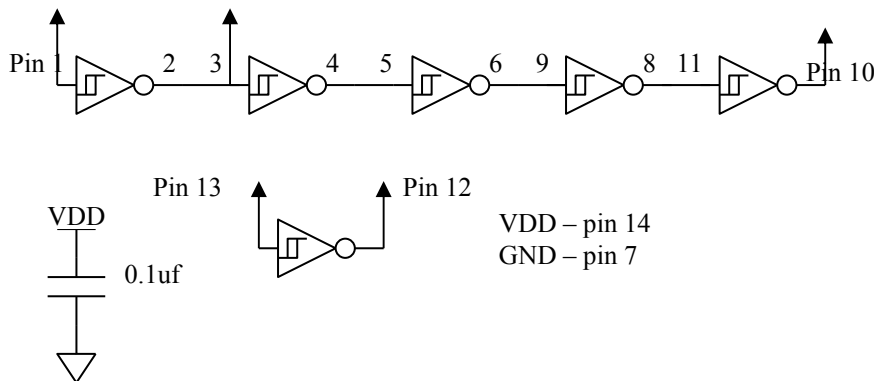 Pin 1 2 3 4 5 6 9 8 11 Pin 10
Pin 13 Pin 12
VDD
VDD – pin 14
GND – pin 7
0.1uf